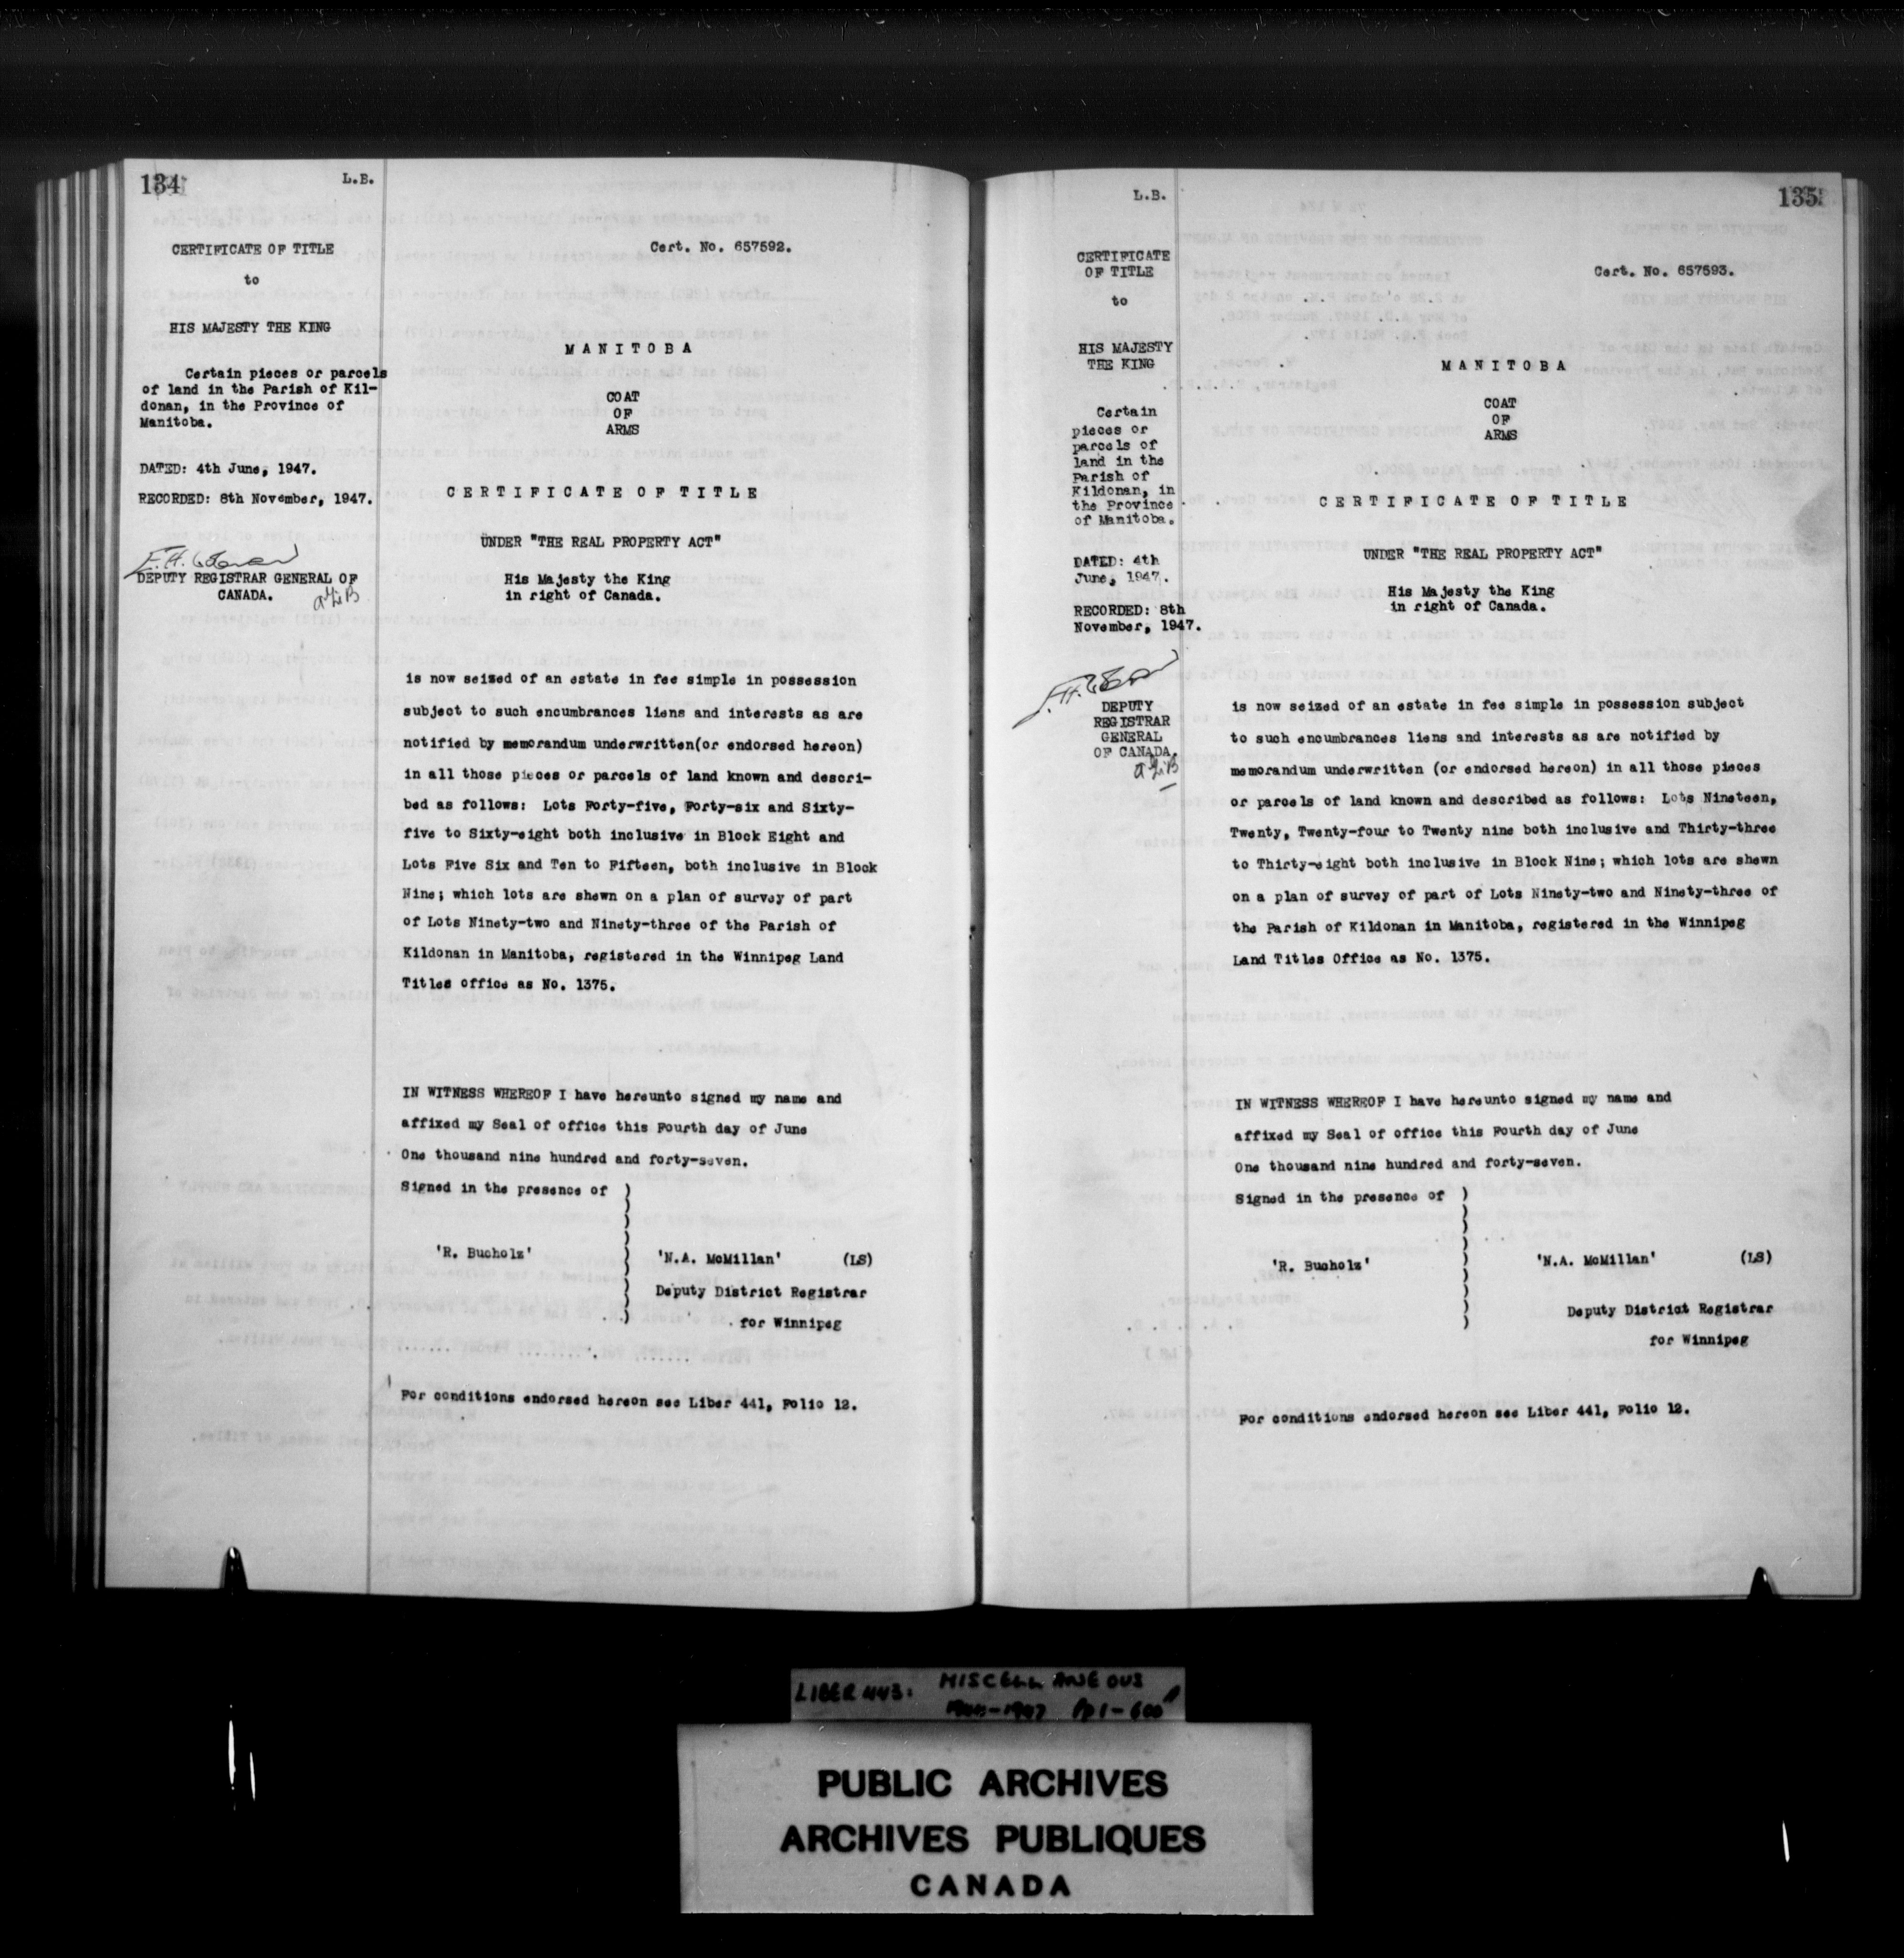 134
L.B.
CERTIFICATE OF TITLE
to
HIS MAJESTY THE KING
Certain pieces or parcels
of land in the Parish of Kil-
donan, in the Province of
Manitoba.
DATED: 4th June, 1947.
RECORDED: 8th November, 1947.
DEPUTY REGISTRAR GENERAL OF
CANADA.
Cert. No. 657592.
MANITOBA
COAT
OF
ARMS
CERTIFICATE OF TITLE
UNDER "THE REAL PROPERTY ACT"
His Majesty the King
in right of Canada.
is now seized of an estate in fee simple in possession
subject to such encumbrances liens and interests as are
notified by memorandum underwritten(or endorsed hereon)
in all those pieces or parcels of land known and descri-
bed as follows: Lots Forty-five, Forty-six and Sixty-
five to Sixty-eight both inclusive in Block Eight and
Lots Five Six and Ten to Fifteen, both inclusive in Block
Nine; which lots are shewn on a plan of survey of part
of Lots Ninety-two and Ninety-three of the Parish of
Kildonan in Manitoba, registered in the Winnipeg Land
Titles office as No. 1375.
IN WITNESS WHEREOF I have hereunto signed my name and
affixed my Seal of office this Fourth day of June
One thousand nine hundred and forty-seven.
Signed in the presence of )
'R. Bucholz' 'N.A. McMillan' (LS)
Deputy District Registrar
for Winnipeg
For conditions endorsed hereon see Liber 441, Folio 12.
L.B.
135
CERTIFICATE
OF TITLE
to
HIS MAJESTY
THE KING
Certain
pieces or
parcels of
land in the
Parish of
Kildonan, in
the Province
of Manitoba.
DATED: 4th
June, 1947.
RECORDED: 8th
November, 1947.
DEPUTY
REGISTRAR
GENERAL
OF CANADA.
Cert. No. 657593.
MANITOBA
COAT
OF
ARMS
CERTIFICATE OF TITLE
UNDER "THE REAL PROPERTY ACT"
His Majesty the King
in right of Canada.
is now seized of an estate in fee simple in possession subject
to such encumbrances liens and interests as are notified by
memorandum underwritten (or endorsed hereon) in all those pieces
or parcels of land known and described as follows: Lots Nineteen,
Twenty, Twenty-four to Twenty nine both inclusive and Thirty-three
to Thirty-eight both inclusive in Block Nine; which lots are shewn
on a plan of survey of part of Lots Ninety-two and Ninety-three of
the Parish of Kildonan in Manitoba, registered in the Winnipeg
Land Titles Office as No. 1375.
IN WITNESS WHEREOF I have hereunto signed my name and
affixed my Seal of office this Fourth day of June
One thousand nine hundred and forty-seven.
Signed in the presence of )
'R. Bucholz' 'N.A. McMillan' (LS)
Deputy District Registrar
for Winnipeg
For conditions endorsed hereon see Liber 441, Folio 12.
LIBER 443: MISCELLANEOUS
-1947 Pp 1-600
PUBLIC ARCHIVES
ARCHIVES PUBLIQUES
CANADA